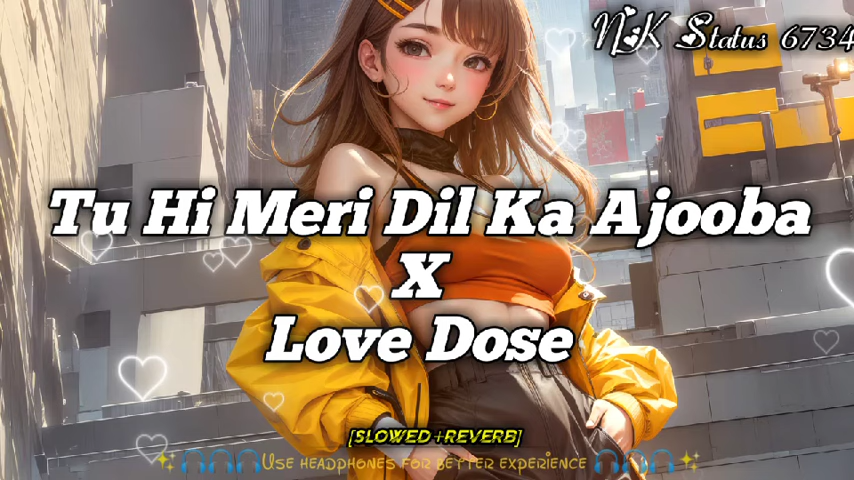 NK Status 6734
Tu Hi Meri Dil Ka Ajooba
X
Love Dose
[SLOWED+REVERB]
✨🎧🎧🎧USE HEADPHONES FOR BETTER EXPERIENCE 🎧🎧🎧✨